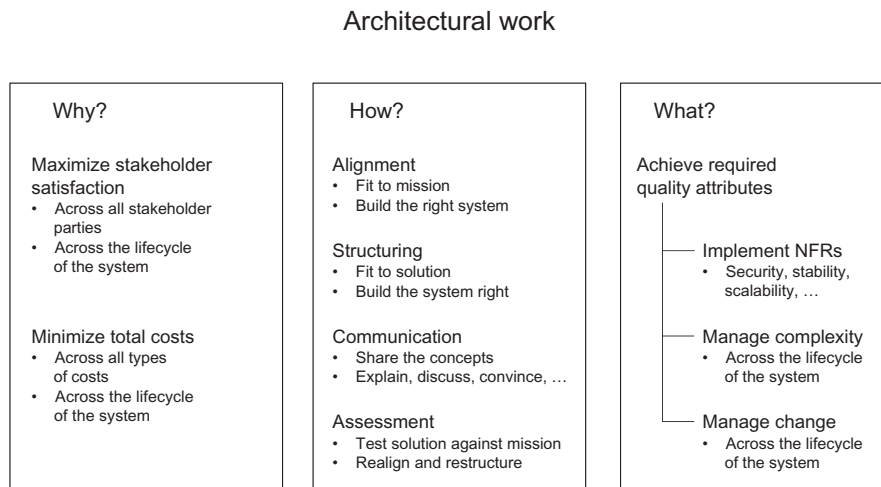 Architectural work
Why?
Maximize stakeholder
satisfaction
• Across all stakeholder
parties
• Across the lifecycle
of the system
Minimize total costs
• Across all types
of costs
• Across the lifecycle
of the system
How?
Alignment
• Fit to mission
• Build the right system
Structuring
• Fit to solution
• Build the system right
Communication
• Share the concepts
• Explain, discuss, convince, …
Assessment
• Test solution against mission
• Realign and restructure
What?
Achieve required
quality attributes
Implement NFRs
• Security, stability,
scalability, …
Manage complexity
• Across the lifecycle
of the system
Manage change
• Across the lifecycle
of the system